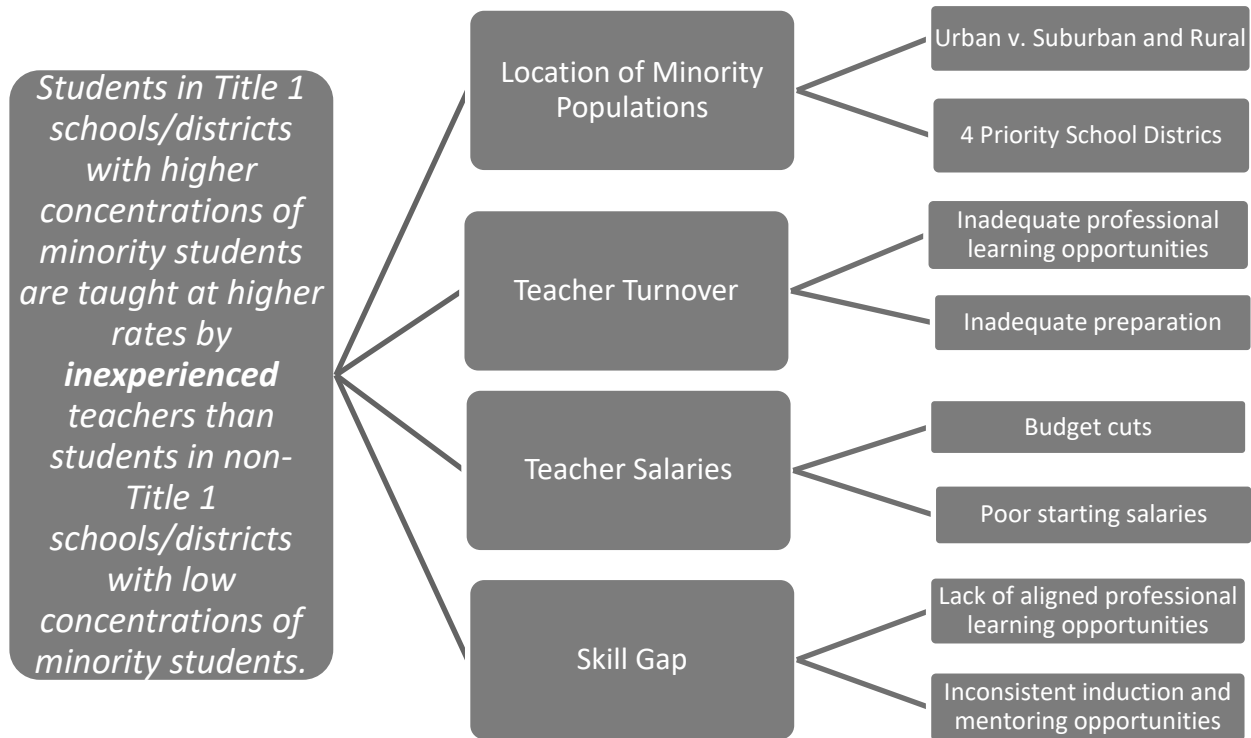 Students in Title 1
schools/districts
with higher
concentrations of
minority students
are taught at higher
rates by
inexperienced
teachers than
students in non-
Title 1
schools/districts
with low
concentrations of
minority students.
Location of Minority
Populations
Urban v. Suburban and Rural
4 Priority School Districs
Teacher Turnover
Inadequate professional
learning opportunities
Inadequate preparation
Teacher Salaries
Budget cuts
Poor starting salaries
Skill Gap
Lack of aligned professional
learning opportunities
Inconsistent induction and
mentoring opportunities